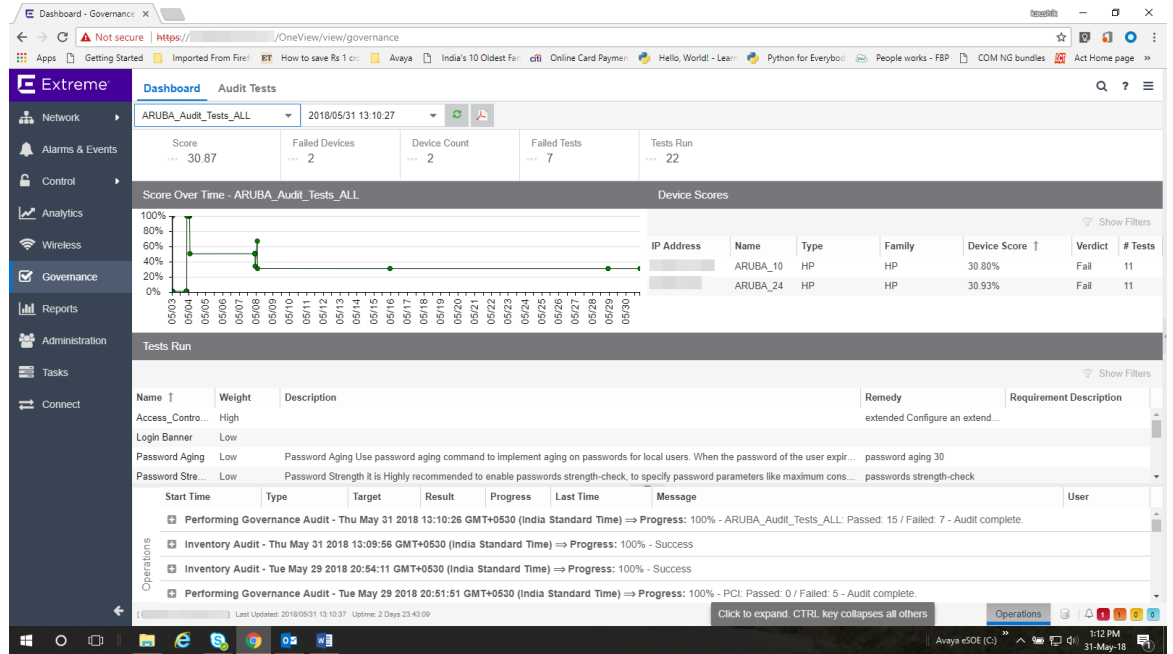 Dashboard - Governance
kaushik
Not secure | https:// /OneView/view/governance
Apps Getting Started Imported From Firef ET How to save Rs 1 crc Avaya India's 10 Oldest Far citi Online Card Paymen Hello, World! - Learn Python for Everybod People works - FBP COM NG bundles Act Home page »
Extreme
Dashboard Audit Tests
Network
Alarms & Events
Control
Analytics
Wireless
Governance
Reports
Administration
Tasks
Connect
ARUBA_Audit_Tests_ALL 2018/05/31 13:10:27
Score Failed Devices Device Count Failed Tests Tests Run
--- 30.87 --- 2 --- 2 --- 7 --- 22
Score Over Time - ARUBA_Audit_Tests_ALL
100%
80%
60%
40%
20%
0%
05/03 05/04 05/05 05/06 05/07 05/08 05/09 05/10 05/11 05/12 05/13 05/14 05/15 05/16 05/17 05/18 05/19 05/20 05/21 05/22 05/23 05/24 05/25 05/26 05/27 05/28 05/29 05/30
Device Scores
Show Filters
IP Address Name Type Family Device Score ↑ Verdict # Tests
ARUBA_10 HP HP 30.80% Fail 11
ARUBA_24 HP HP 30.93% Fail 11
Tests Run
Show Filters
Name ↑ Weight Description Remedy Requirement Description
Access_Contro... High extended Configure an extend...
Login Banner Low
Password Aging Low Password Aging Use password aging command to implement aging on passwords for local users. When the password of the user expir... password aging 30
Password Stre... Low Password Strength it is Highly recommended to enable passwords strength-check, to specify password parameters like maximum cons... passwords strength-check
Operations
Start Time Type Target Result Progress Last Time Message User
Performing Governance Audit - Thu May 31 2018 13:10:26 GMT+0530 (India Standard Time) ⇒ Progress: 100% - ARUBA_Audit_Tests_ALL: Passed: 15 / Failed: 7 - Audit complete.
Inventory Audit - Thu May 31 2018 13:09:56 GMT+0530 (India Standard Time) ⇒ Progress: 100% - Success
Inventory Audit - Tue May 29 2018 20:54:11 GMT+0530 (India Standard Time) ⇒ Progress: 100% - Success
Performing Governance Audit - Tue May 29 2018 20:51:51 GMT+0530 (India Standard Time) ⇒ Progress: 100% - PCI: Passed: 0 / Failed: 5 - Audit complete.
[ ] Last Updated: 2018/05/31 13:10:37 Uptime: 2 Days 23:43:09
Click to expand. CTRL key collapses all others
Operations 1 1 0 0
Avaya eSOE (C:) » 1:12 PM
31-May-18